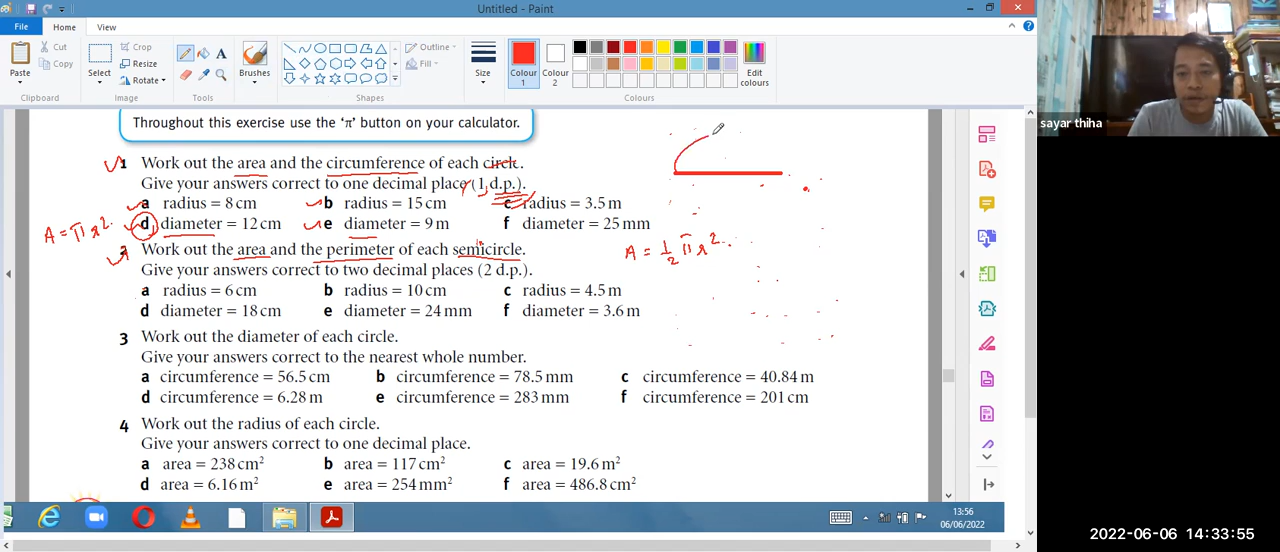 Untitled - Paint
File Home View
Paste
Cut
Copy
Clipboard
Select
Crop
Resize
Rotate
Image
A
Tools
Brushes
Shapes
Outline
Fill
Size
Colour 1
Colour 2
Edit colours
Colours
sayar thiha
Throughout this exercise use the ‘π’ button on your calculator.
1 Work out the area and the circumference of each circle.
Give your answers correct to one decimal place (1 d.p.).
a radius = 8 cm b radius = 15 cm c radius = 3.5 m
d diameter = 12 cm e diameter = 9 m f diameter = 25 mm
A = πr².
2 Work out the area and the perimeter of each semicircle.
A = ½ πr².
Give your answers correct to two decimal places (2 d.p.).
a radius = 6 cm b radius = 10 cm c radius = 4.5 m
d diameter = 18 cm e diameter = 24 mm f diameter = 3.6 m
3 Work out the diameter of each circle.
Give your answers correct to the nearest whole number.
a circumference = 56.5 cm b circumference = 78.5 mm c circumference = 40.84 m
d circumference = 6.28 m e circumference = 283 mm f circumference = 201 cm
4 Work out the radius of each circle.
Give your answers correct to one decimal place.
a area = 238 cm² b area = 117 cm² c area = 19.6 m²
d area = 6.16 m² e area = 254 mm² f area = 486.8 cm²
13:56
06/06/2022
2022-06-06 14:33:55